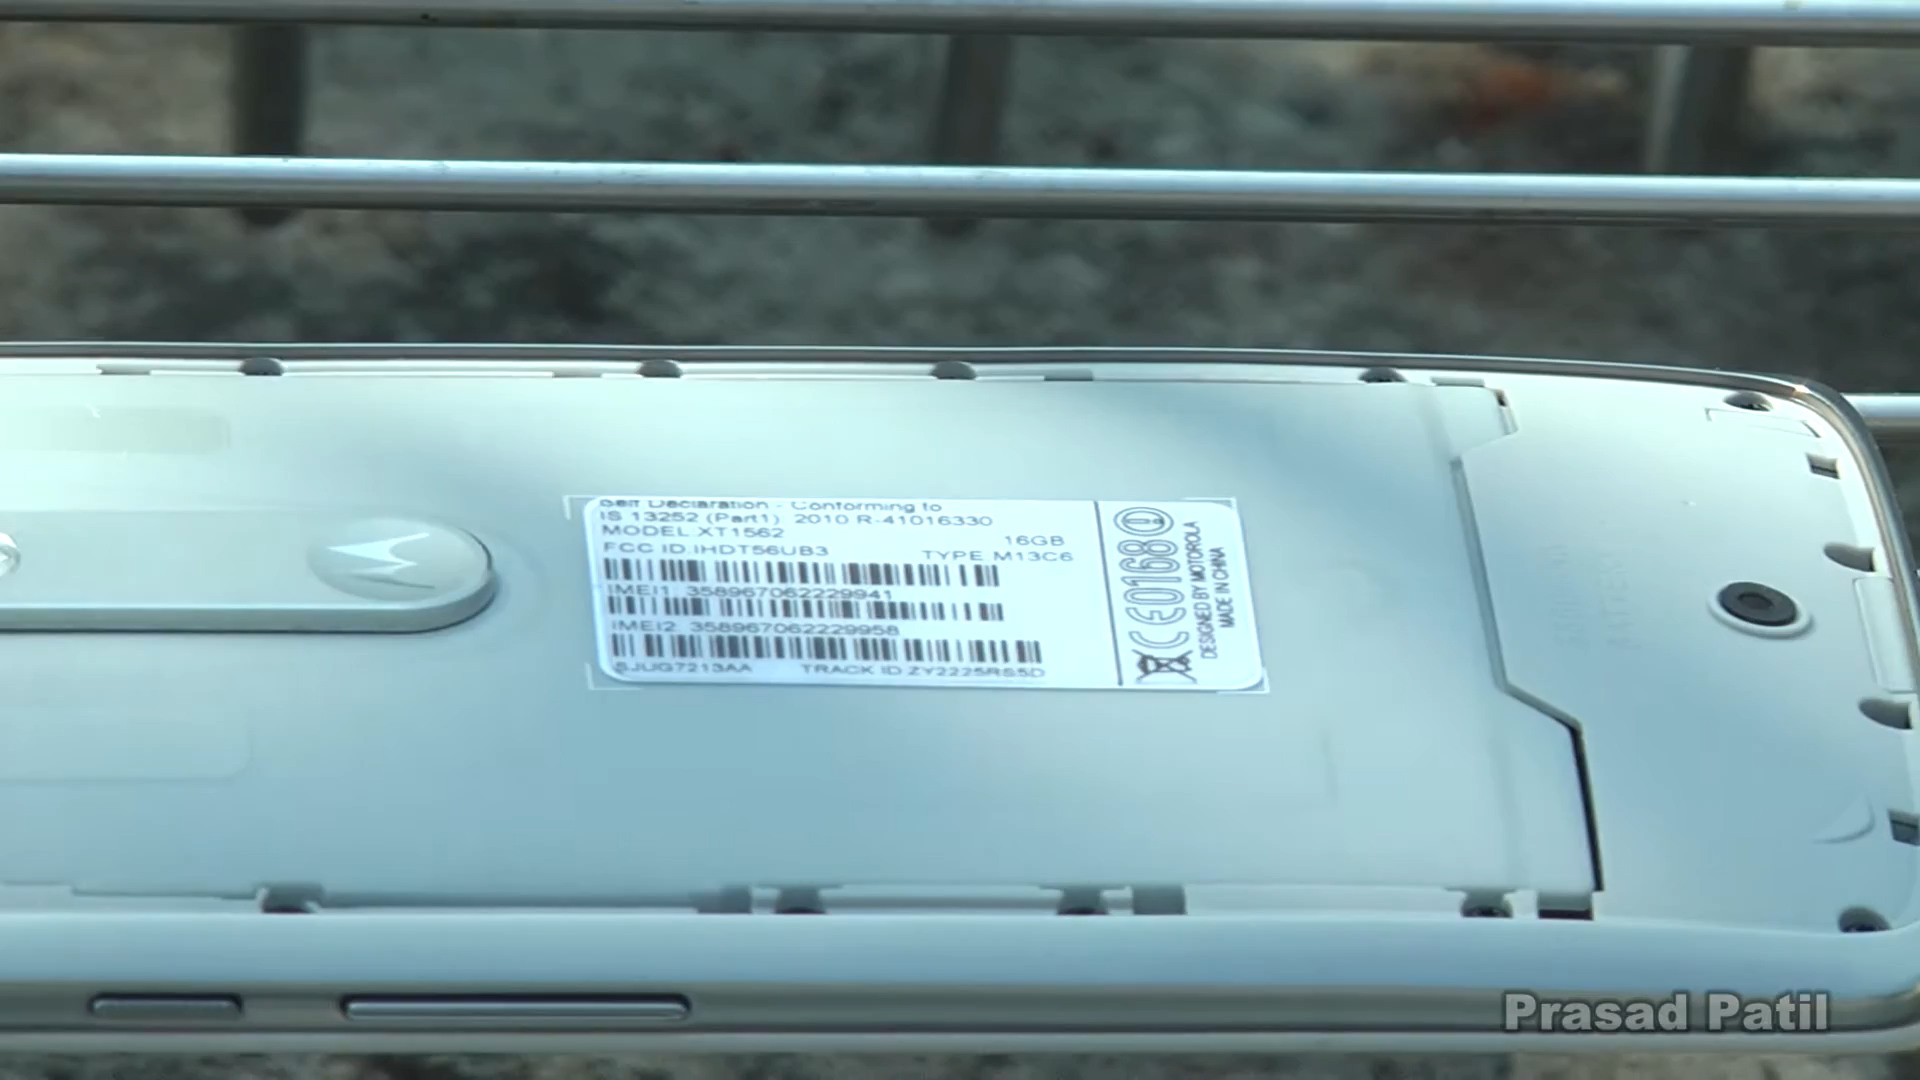 Self Declaration - Conforming to
IS 13252 (Part1) 2010 R-41016330
MODEL:XT1562 16GB
FCC ID:IHDT56UB3 TYPE M13C6
IMEI1 358967062229941
IMEI2 358967062229958
SJUG7213AA TRACK ID:ZY2225RS5D
CE0168
DESIGNED BY MOTOROLA
MADE IN CHINA
Prasad Patil